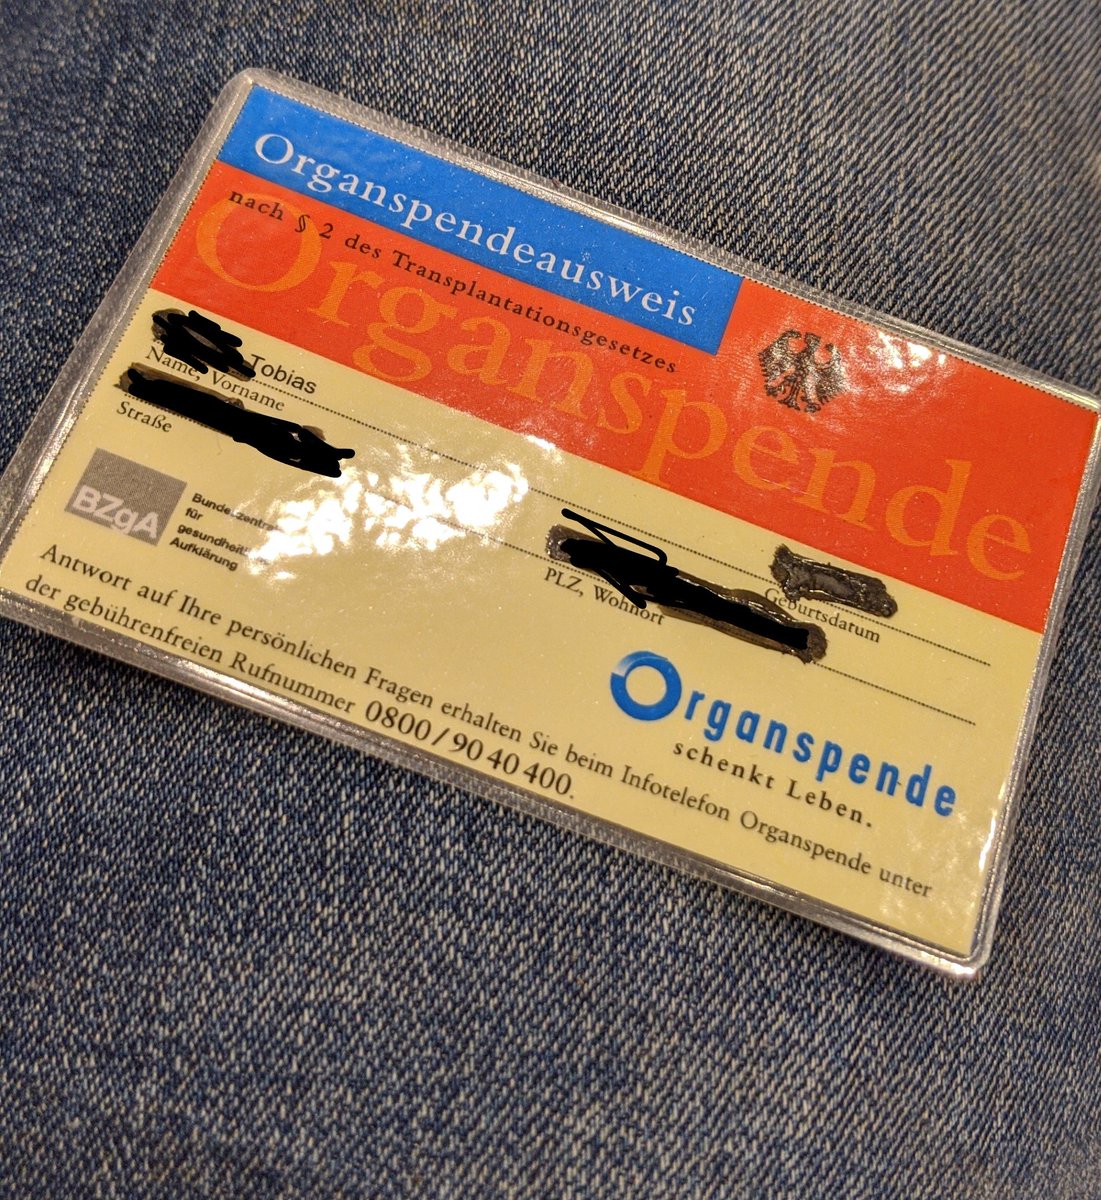 Organspendeausweis
nach § 2 des Transplantationsgesetzes
Organspende
Tobias
Name, Vorname
Geburtsdatum
Straße
PLZ, Wohnort
BZgA
für
Aufklärung
Organspende
schenkt Leben.
Antwort auf Ihre persönlichen Fragen erhalten Sie beim Infotelefon Organspende unter
der gebührenfreien Rufnummer 0800/90 40 400.